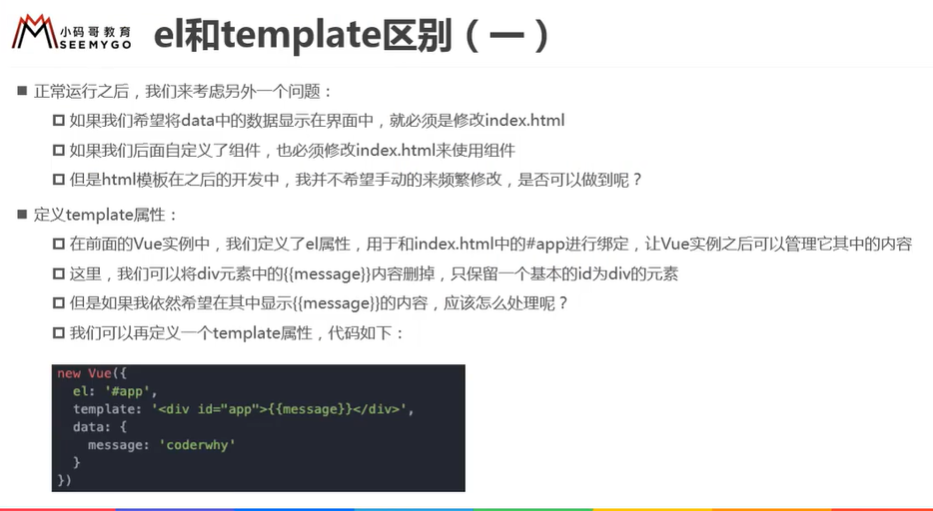 小码哥教育
SEEMYGO
el和template区别（一）
正常运行之后，我们来考虑另外一个问题：
如果我们希望将data中的数据显示在界面中，就必须是修改index.html
如果我们后面自定义了组件，也必须修改index.html来使用组件
但是html模板在之后的开发中，我并不希望手动的来频繁修改，是否可以做到呢？
定义template属性：
在前面的Vue实例中，我们定义了el属性，用于和index.html中的#app进行绑定，让Vue实例之后可以管理它其中的内容
这里，我们可以将div元素中的{{message}}内容删掉，只保留一个基本的id为div的元素
但是如果我依然希望在其中显示{{message}}的内容，应该怎么处理呢？
我们可以再定义一个template属性，代码如下：
new Vue({
  el: '#app',
  template: '<div id="app">{{message}}</div>',
  data: {
    message: 'coderwhy'
  }
})